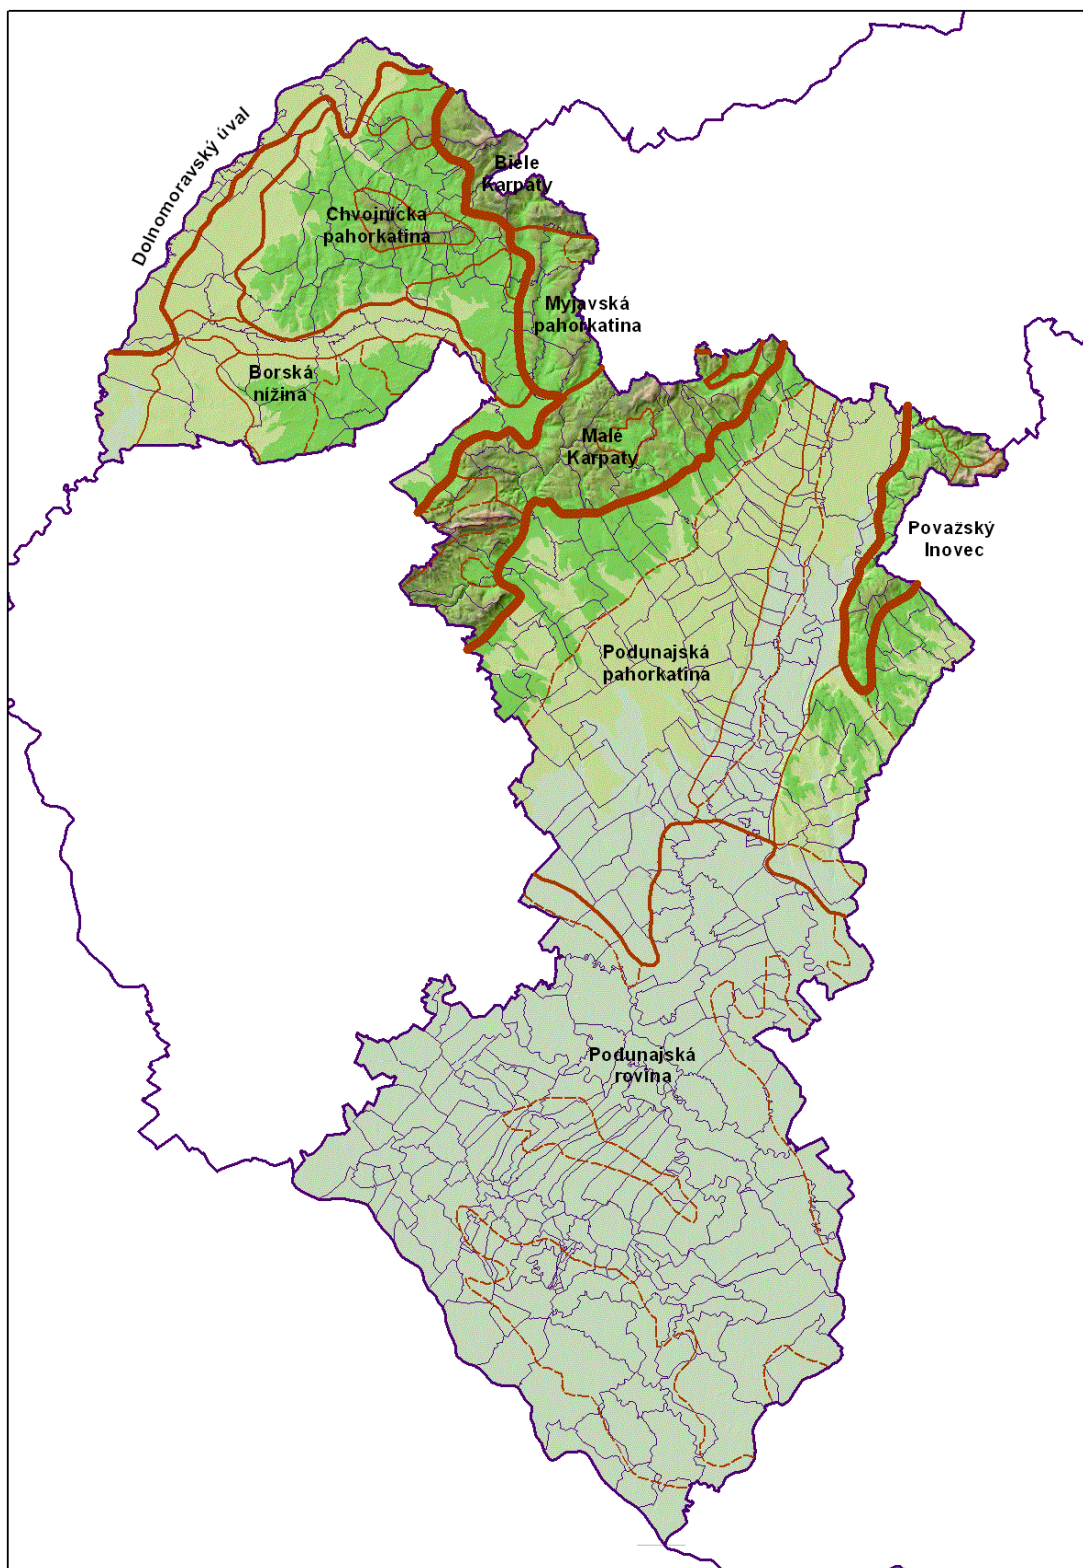 Dolnomoravský úval
Biele
Karpaty
Chvojnícka
pahorkatina
Myjavská
pahorkatina
Borská
nížina
Malé
Karpaty
Považský
Inovec
Podunajská
pahorkatina
Podunajská
rovina